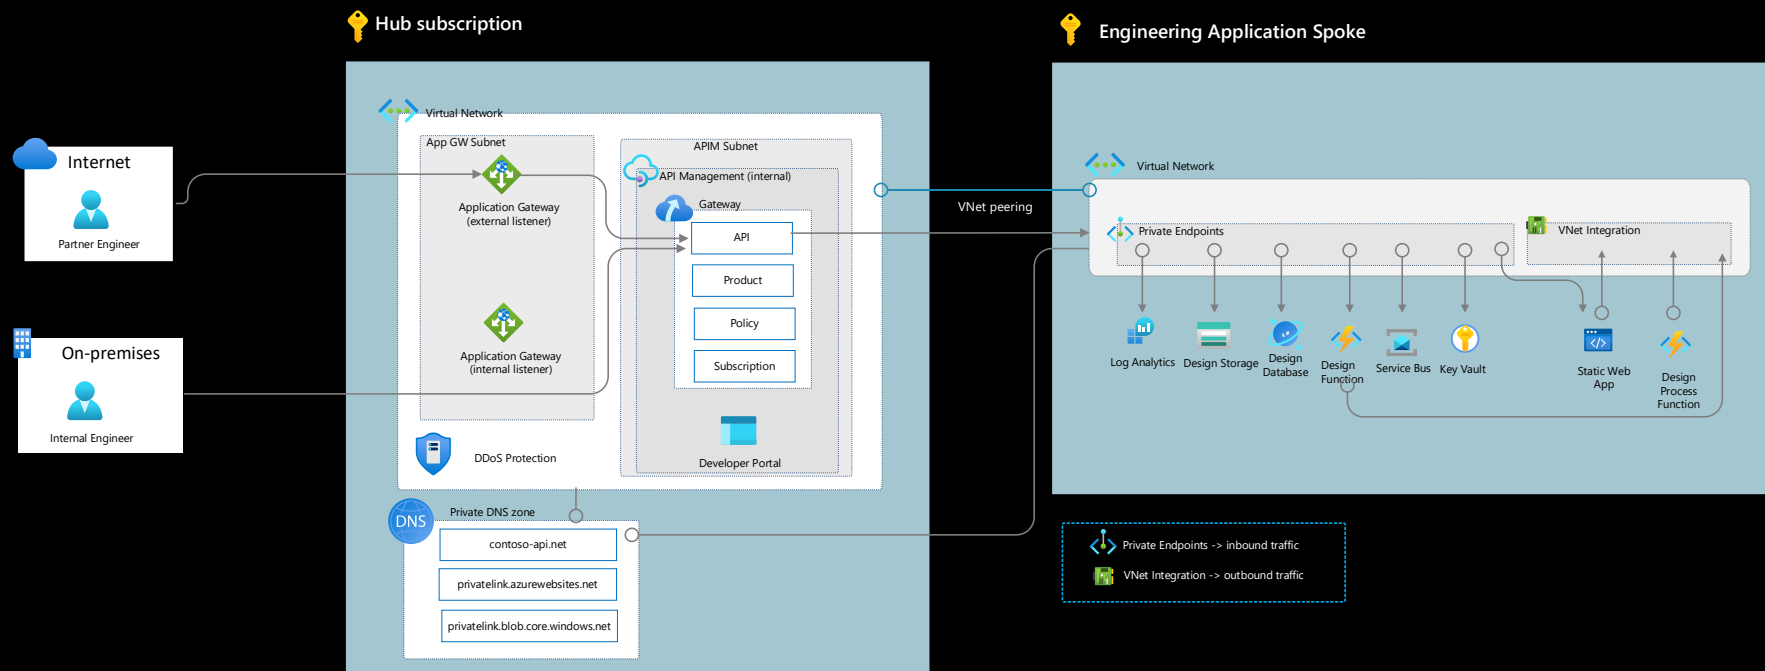 Hub subscription
Engineering Application Spoke
Internet
Partner Engineer
On-premises
Internal Engineer
Virtual Network
App GW Subnet
Application Gateway
(external listener)
Application Gateway
(internal listener)
DDoS Protection
APIM Subnet
API Management (internal)
Gateway
API
Product
Policy
Subscription
Developer Portal
DNS
Private DNS zone
contoso-api.net
privatelink.azurewebsites.net
privatelink.blob.core.windows.net
VNet peering
Virtual Network
Private Endpoints
VNet Integration
Log Analytics
Design Storage
Design
Database
Design
Function
Service Bus
Key Vault
Static Web
App
Design
Process
Function
Private Endpoints -> inbound traffic
VNet Integration -> outbound traffic